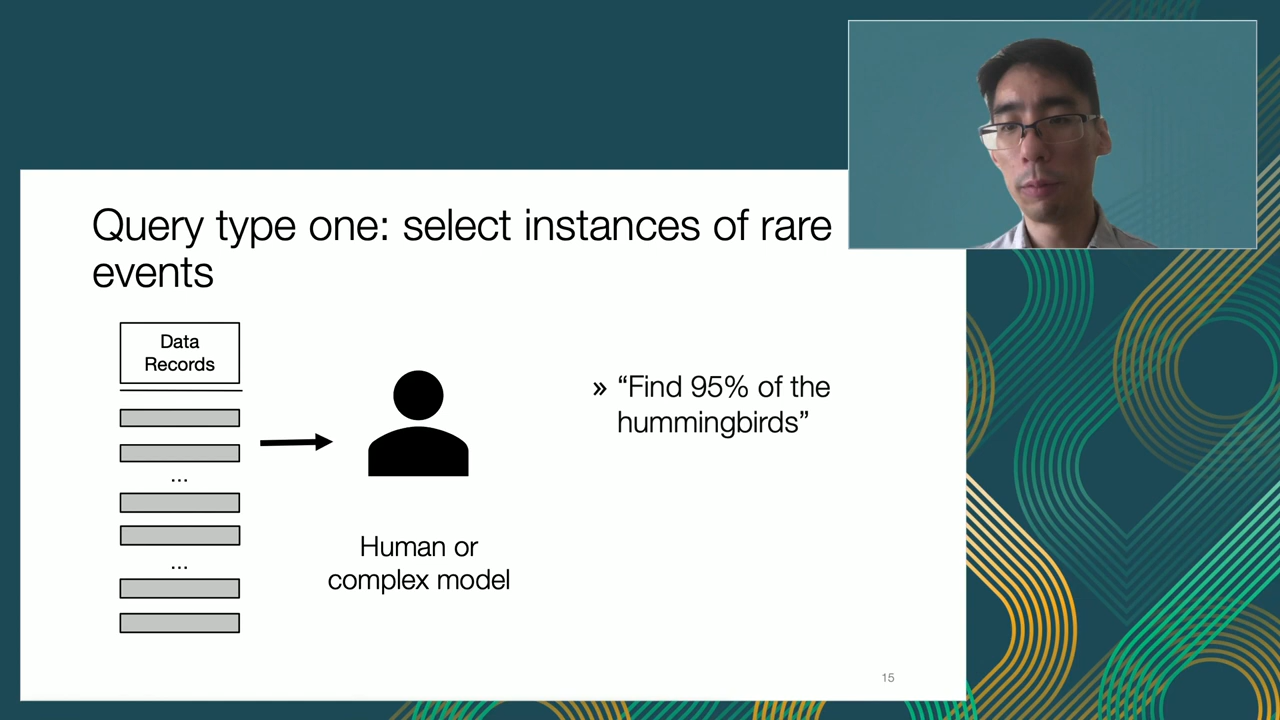 Query type one: select instances of rare
events
Data
Records
...
...
Human or
complex model
» “Find 95% of the
hummingbirds”
15